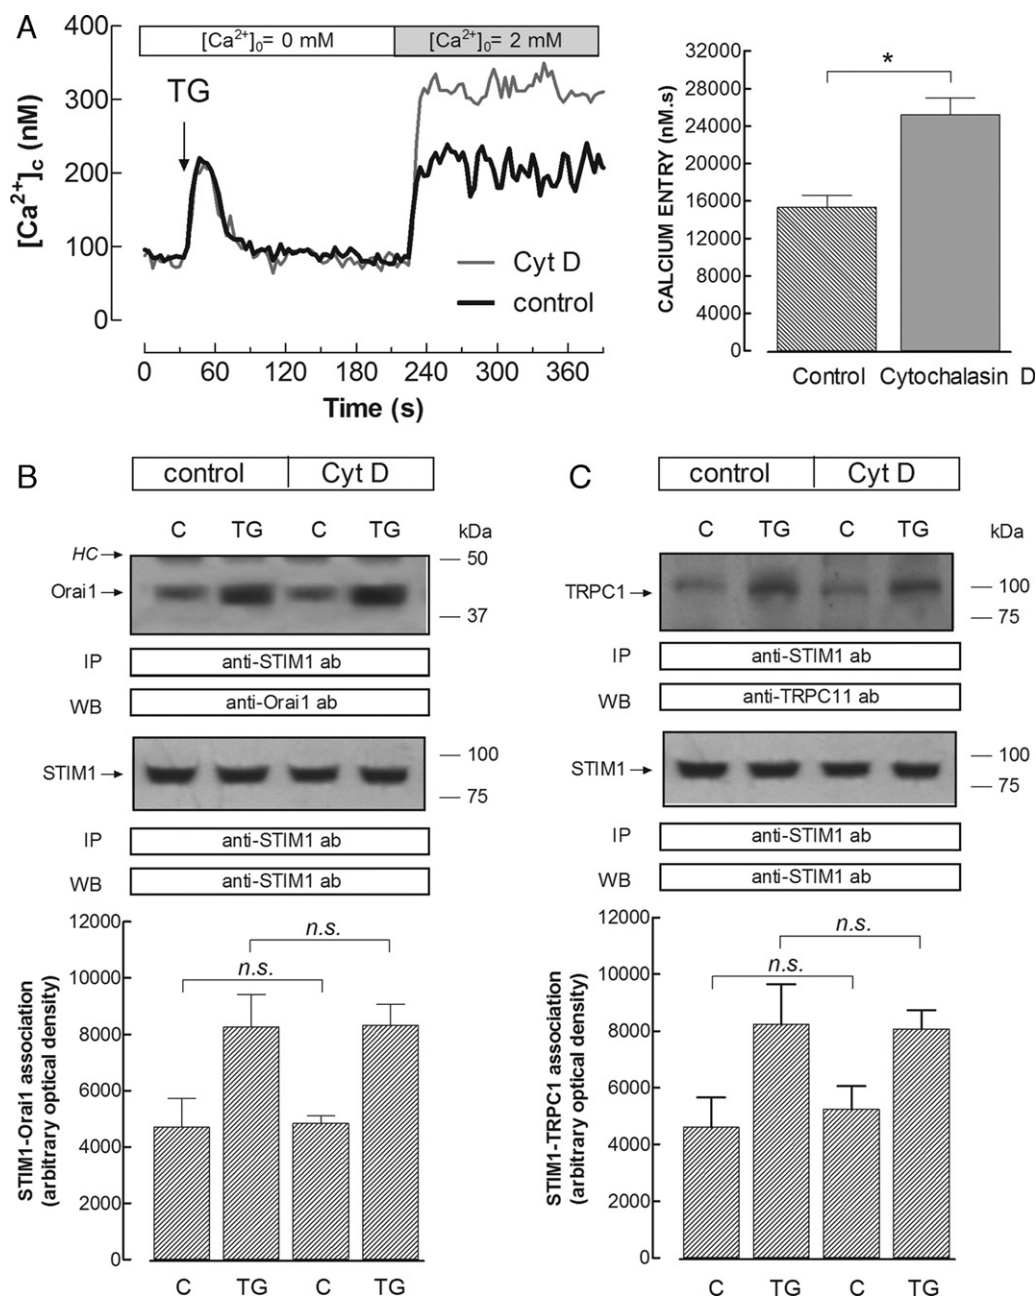 A
400
300
200
100
0
[Ca²⁺]c (nM)
[Ca²⁺]₀= 0 mM
[Ca²⁺]₀= 2 mM
TG
Cyt D
control
0 60 120 180 240 300 360
Time (s)
32000
28000
24000
20000
16000
12000
8000
4000
0
CALCIUM ENTRY (nM.s)
*
Control Cytochalasin D
B
control Cyt D
C TG C TG kDa
HC
50
Orai1
37
IP anti-STIM1 ab
WB anti-Orai1 ab
100
STIM1
75
IP anti-STIM1 ab
WB anti-STIM1 ab
12000
10000
8000
6000
4000
2000
0
STIM1-Orai1 association
(arbitrary optical density)
n.s.
n.s.
C TG C TG
C
control Cyt D
C TG C TG kDa
TRPC1
100
75
IP anti-STIM1 ab
WB anti-TRPC11 ab
100
STIM1
75
IP anti-STIM1 ab
WB anti-STIM1 ab
12000
10000
8000
6000
4000
2000
0
STIM1-TRPC1 association
(arbitrary optical density)
n.s.
n.s.
C TG C TG